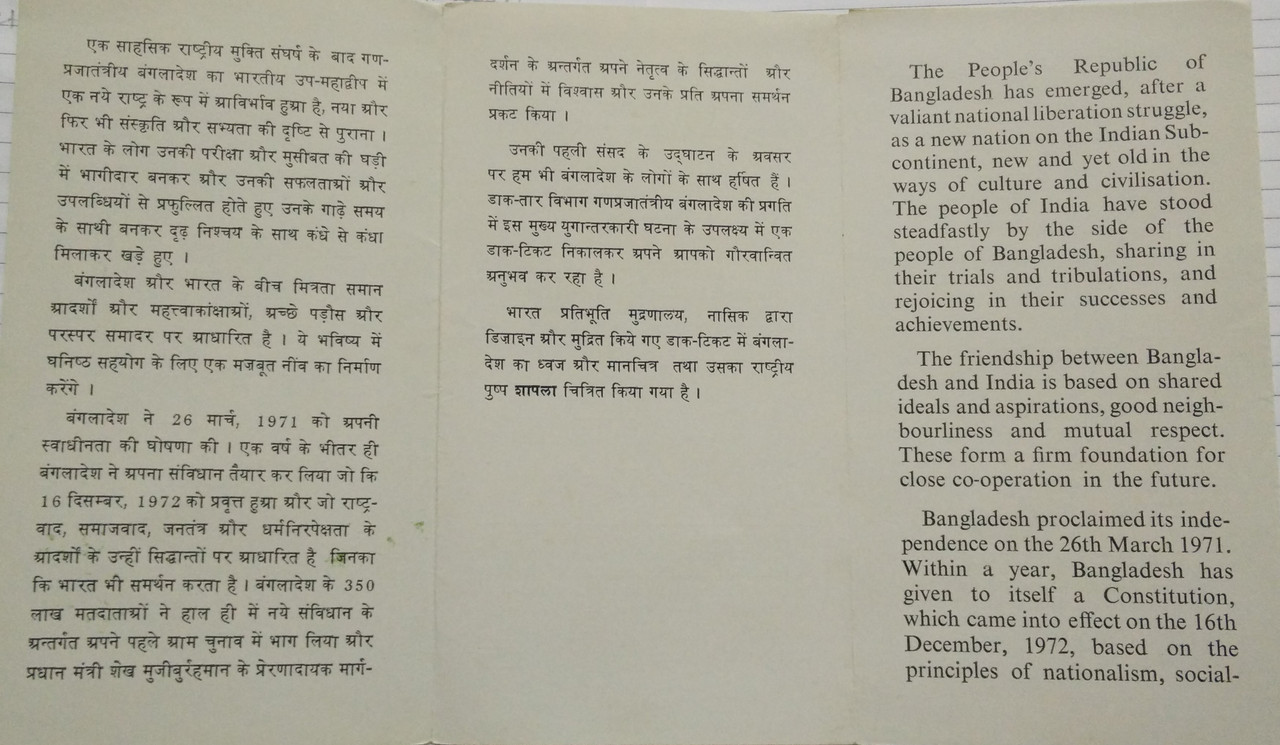 एक साहसिक राष्ट्रीय मुक्ति संघर्ष के बाद गण-
प्रजातंत्रीय बंगलादेश का भारतीय उप-महाद्वीप में
एक नये राष्ट्र के रूप में आविर्भाव हुआ है, नया और
फिर भी संस्कृति और सभ्यता की दृष्टि से पुराना ।
भारत के लोग उनकी परीक्षा और मुसीबत की घड़ी
में भागीदार बनकर और उनकी सफलताओं और
उपलब्धियों से प्रफुल्लित होते हुए उनके गाढ़े समय
के साथी बनकर दृढ़ निश्चय के साथ कंधे से कंधा
मिलाकर खड़े हुए ।
बंगलादेश और भारत के बीच मित्रता समान
आदर्शों और महत्त्वाकांक्षाओं, अच्छे पड़ौस और
परस्पर समादर पर आधारित है । ये भविष्य में
घनिष्ठ सहयोग के लिए एक मजबूत नींव का निर्माण
करेंगे ।
बंगलादेश ने 26 मार्च, 1971 को अपनी
स्वाधीनता की घोषणा की । एक वर्ष के भीतर ही
बंगलादेश ने अपना संविधान तैयार कर लिया जो कि
16 दिसम्बर, 1972 को प्रवृत्त हुआ और जो राष्ट्र-
वाद, समाजवाद, जनतंत्र और धर्मनिरपेक्षता के
आदर्शों के उन्हीं सिद्धान्तों पर आधारित है जिनका
कि भारत भी समर्थन करता है । बंगलादेश के 350
लाख मतदाताओं ने हाल ही में नये संविधान के
अन्तर्गत अपने पहले आम चुनाव में भाग लिया और
प्रधान मंत्री शेख मुजीबुर्रहमान के प्रेरणादायक मार्ग-
दर्शन के अन्तर्गत अपने नेतृत्व के सिद्धान्तों और
नीतियों में विश्वास और उनके प्रति अपना समर्थन
प्रकट किया ।
उनकी पहली संसद के उद्घाटन के अवसर
पर हम भी बंगलादेश के लोगों के साथ हर्षित हैं ।
डाक-तार विभाग गणप्रजातंत्रीय बंगलादेश की प्रगति
में इस मुख्य युगान्तरकारी घटना के उपलक्ष्य में एक
डाक-टिकट निकालकर अपने आपको गौरवान्वित
अनुभव कर रहा है ।
भारत प्रतिभूति मुद्रणालय, नासिक द्वारा
डिजाइन और मुद्रित किये गए डाक-टिकट में बंगला-
देश का ध्वज और मानचित्र तथा उसका राष्ट्रीय
पुष्प शापला चित्रित किया गया है ।
The People's Republic of
Bangladesh has emerged, after a
valiant national liberation struggle,
as a new nation on the Indian Sub-
continent, new and yet old in the
ways of culture and civilisation.
The people of India have stood
steadfastly by the side of the
people of Bangladesh, sharing in
their trials and tribulations, and
rejoicing in their successes and
achievements.
The friendship between Bangla-
desh and India is based on shared
ideals and aspirations, good neigh-
bourliness and mutual respect.
These form a firm foundation for
close co-operation in the future.
Bangladesh proclaimed its inde-
pendence on the 26th March 1971.
Within a year, Bangladesh has
given to itself a Constitution,
which came into effect on the 16th
December, 1972, based on the
principles of nationalism, social-